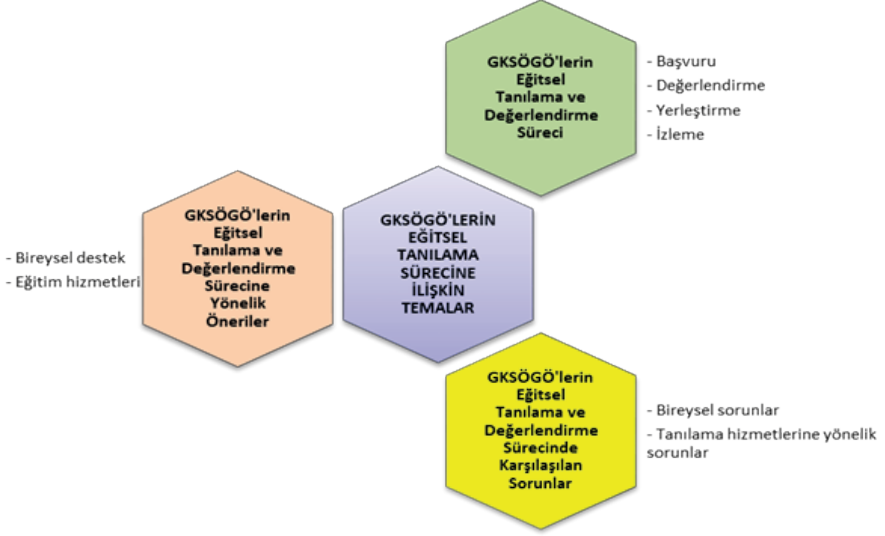 GKSÖGÖ'lerin
Eğitsel
Tanılama ve
Değerlendirme
Süreci
- Başvuru
- Değerlendirme
- Yerleştirme
- İzleme
GKSÖGÖ'lerin
Eğitsel
Tanılama ve
Değerlendirme
Sürecine
Yönelik
Öneriler
- Bireysel destek
- Eğitim hizmetleri
GKSÖGÖ'LERİN
EĞİTSEL
TANILAMA
SÜRECİNE
İLİŞKİN
TEMALAR
GKSÖGÖ'lerin
Eğitsel
Tanılama ve
Değerlendirme
Sürecinde
Karşılaşılan
Sorunlar
- Bireysel sorunlar
- Tanılama hizmetlerine yönelik
sorunlar